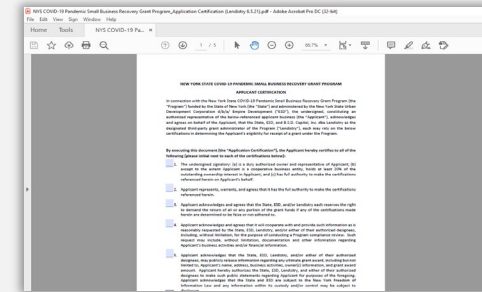 NYS COVID-19 Pandemic Small Business Recovery Grant Program_Application Certification (Lendistry 6.5.21).pdf - Adobe Acrobat Pro DC (32-bit)
File Edit View Sign Window Help
Home Tools NYS COVID-19 Pa... ×
1 / 3 66.7%
NEW YORK STATE COVID-19 PANDEMIC SMALL BUSINESS RECOVERY GRANT PROGRAM
APPLICANT CERTIFICATION
In connection with the New York State COVID-19 Pandemic Small Business Recovery Grant Program (the
"Program") funded by the State of New York (the "State") and administered by the New York State Urban
Development Corporation d/b/a/ Empire Development ("ESD"), the undersigned, constituting an
authorized representative of the below-referenced applicant business (the "Applicant"), acknowledges
and agrees on behalf of the Applicant, that the State, ESD, and B.S.D. Capital, Inc. dba Lendistry as the
designated third-party grant administrator of the Program ("Lendistry"), each may rely on the below
certifications in determining the Applicant's eligibility for receipt of a grant under the Program.
By executing this document (the "Application Certification"), the Applicant hereby certifies to all of the
following (please initial next to each of the certifications below):
1. The undersigned signatory: (a) is a duly authorized owner and representative of Applicant; (b)
except to the extent Applicant is a cooperative business entity, holds at least 20% of the
outstanding ownership interest in Applicant; and (c) has full authority to make the certifications
referenced herein on Applicant's behalf.
2. Applicant represents, warrants, and agrees that it has the full authority to make the certifications
referenced herein.
3. Applicant acknowledges and agrees that the State, ESD, and/or Lendistry each reserves the right
to demand the return of all or any portion of the grant funds if any of the certifications made
herein are determined to be false or not adhered to.
4. Applicant acknowledges and agrees that it will cooperate with and provide such information as is
reasonably requested by the State, ESD, Lendistry, and/or either of their authorized designees,
including, without limitation, for the purpose of conducting a Program compliance review. Such
request may include, without limitation, documentation and other information regarding
Applicant's business activities and/or financial information.
5. Applicant acknowledges that the State, ESD, Lendistry, and/or either of their authorized
designees, may publicly release information regarding any ultimate grant award, including but not
limited to, Applicant's name, address, business activities, owner(s) information, and grant award
amount. Applicant hereby authorizes the State, ESD, Lendistry, and either of their authorized
designees to make such public statements regarding Applicant for purposes of the foregoing.
Applicant acknowledges that the State and ESD are subject to the New York Freedom of
Information Law and any information within its custody and/or control may be subject to